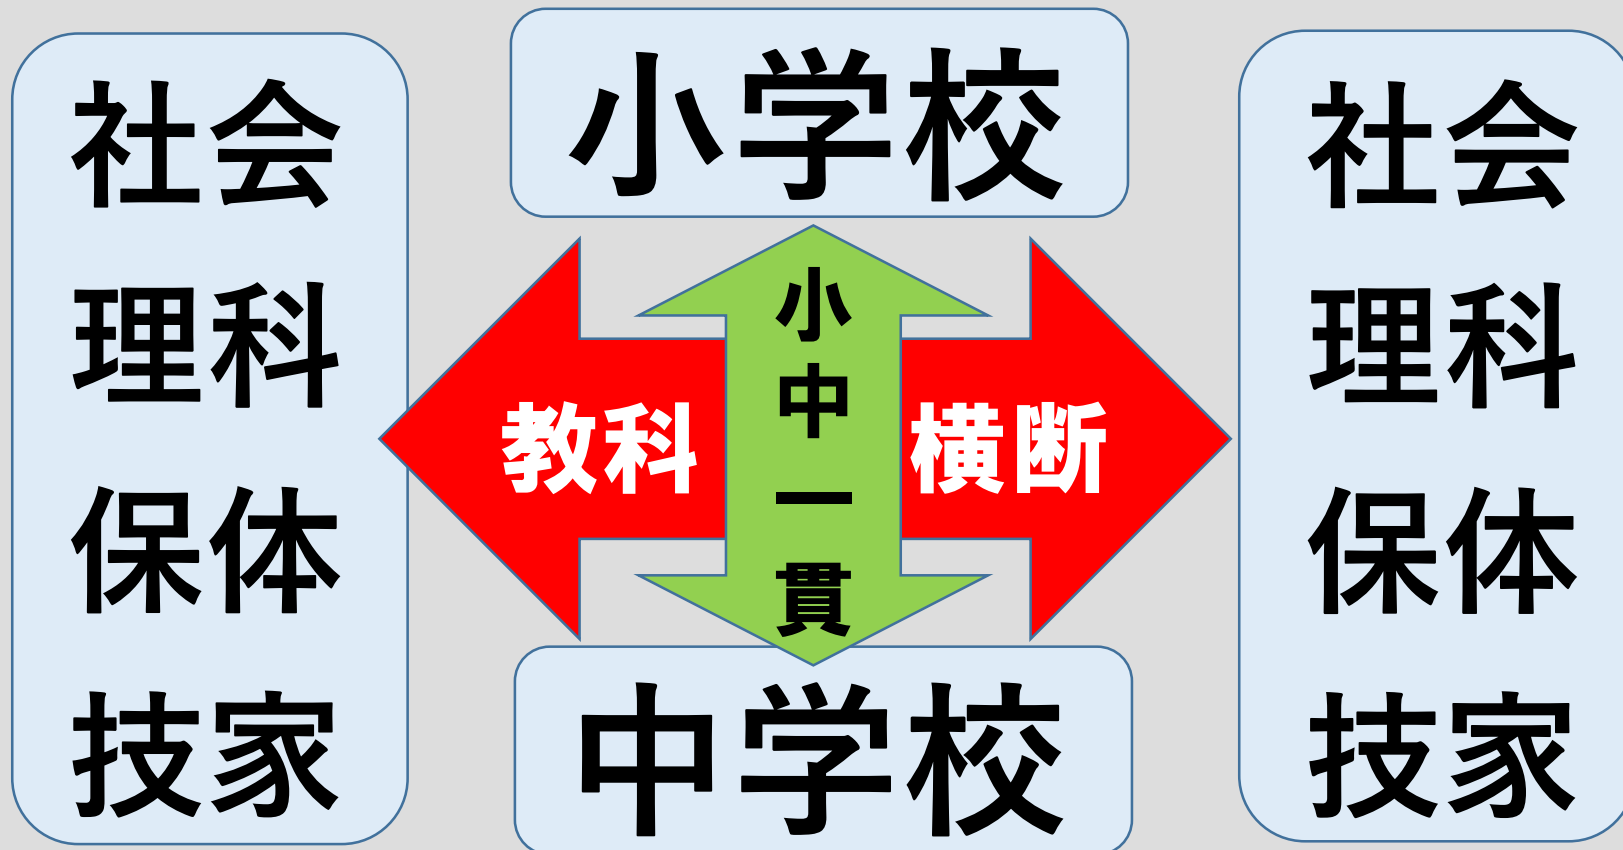 社会
理科
保体
技家
小学校
小中一貫
教科 横断
中学校
社会
理科
保体
技家